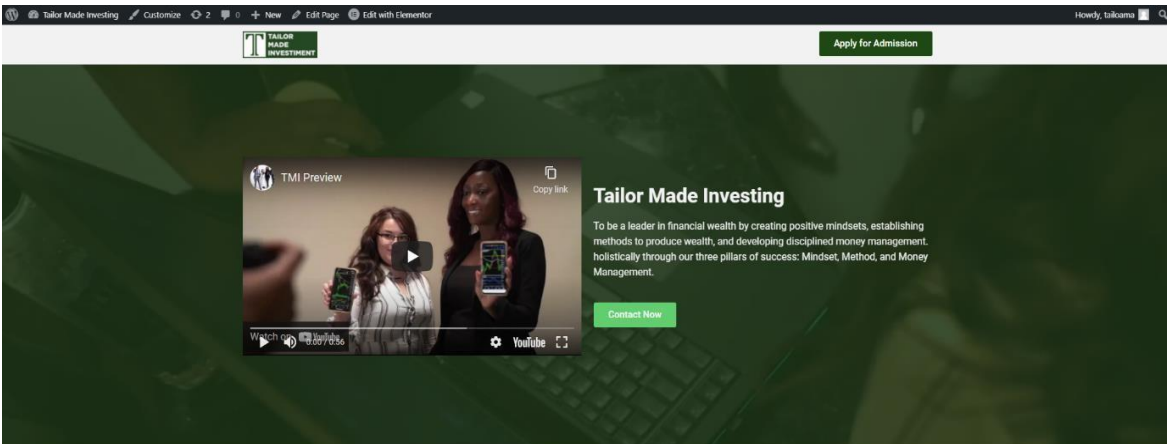 Tailor Made Investing Customize 2 0 New Edit Page Edit with Elementor Howdy, tailoama
TAILOR
MADE
INVESTIMENT
Apply for Admission
TMI Preview
Copy link
Tailor Made Investing
To be a leader in financial wealth by creating positive mindsets, establishing
methods to produce wealth, and developing disciplined money management.
holistically through our three pillars of success: Mindset, Method, and Money
Management.
Contact Now
Watch on YouTube
0:00 / 0:56 YouTube